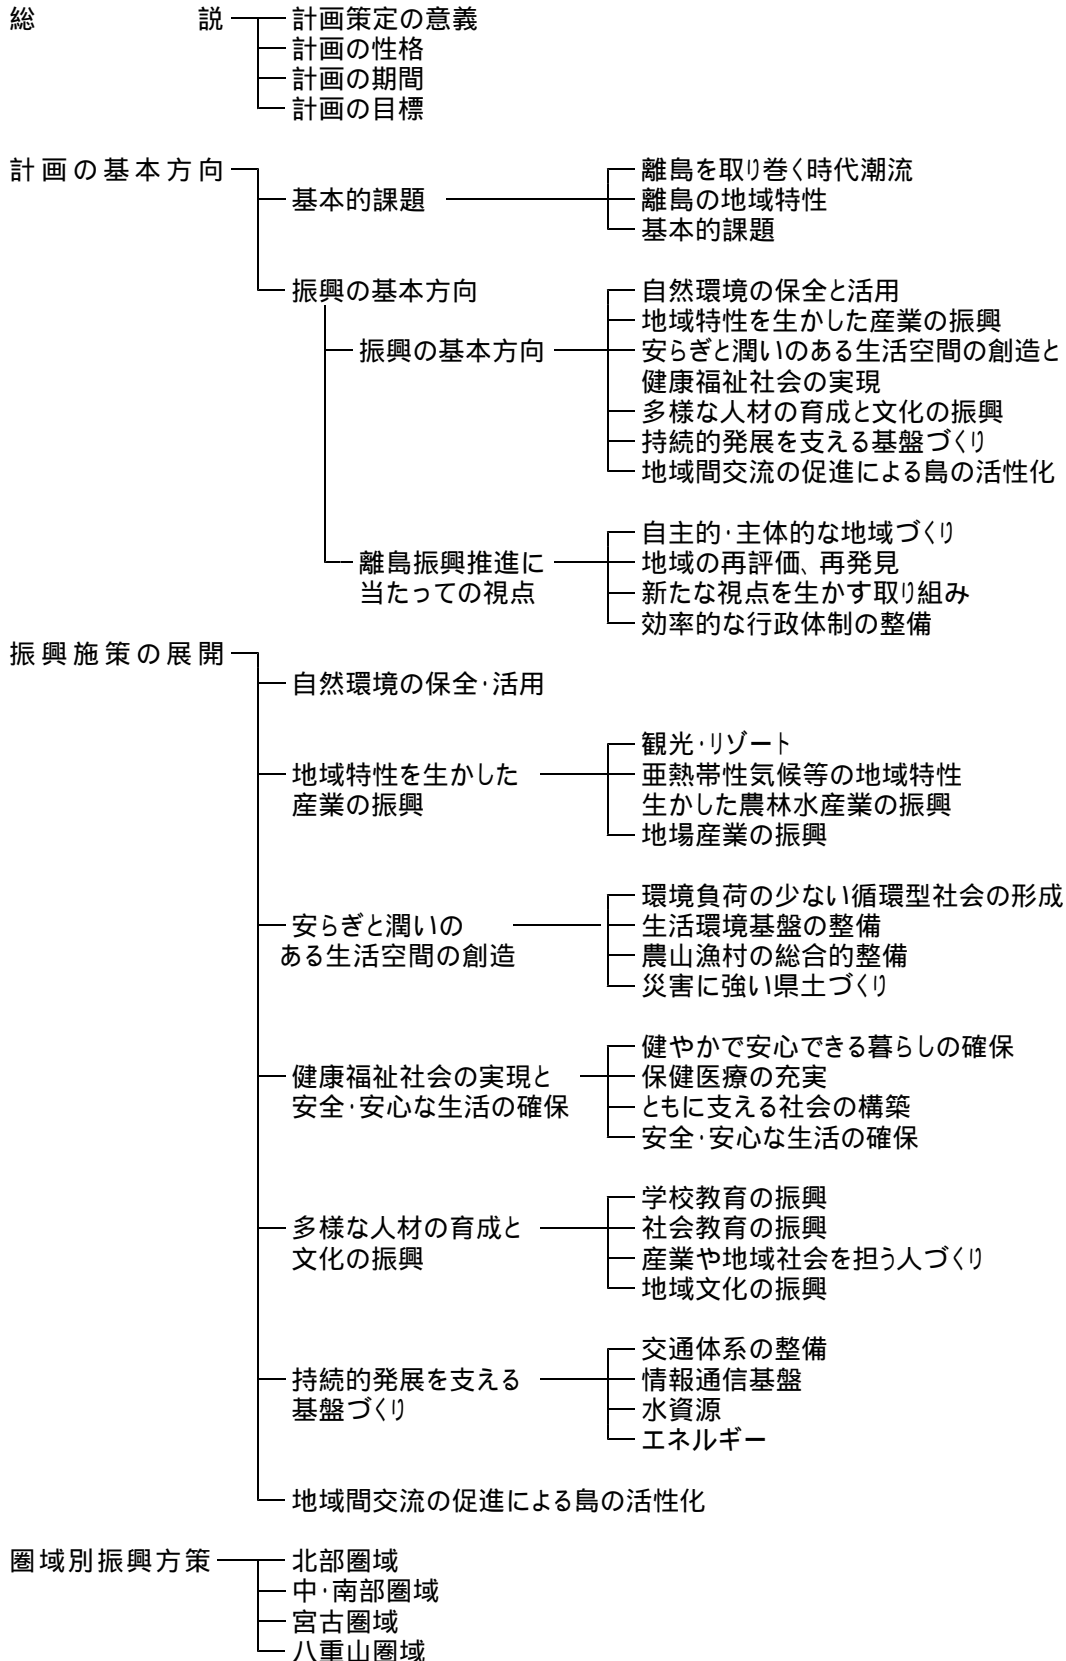 総説
計画策定の意義
計画の性格
計画の期間
計画の目標
計画の基本方向
基本的課題
離島を取り巻く時代潮流
離島の地域特性
基本的課題
振興の基本方向
振興の基本方向
自然環境の保全と活用
地域特性を生かした産業の振興
安らぎと潤いのある生活空間の創造と
健康福祉社会の実現
多様な人材の育成と文化の振興
持続的発展を支える基盤づくり
地域間交流の促進による島の活性化
離島振興推進に
当たっての視点
自主的・主体的な地域づくり
地域の再評価、再発見
新たな視点を生かす取り組み
効率的な行政体制の整備
振興施策の展開
自然環境の保全・活用
地域特性を生かした
産業の振興
観光・リゾート
亜熱帯性気候等の地域特性
生かした農林水産業の振興
地場産業の振興
安らぎと潤いの
ある生活空間の創造
環境負荷の少ない循環型社会の形成
生活環境基盤の整備
農山漁村の総合的整備
災害に強い県土づくり
健康福祉社会の実現と
安全・安心な生活の確保
健やかで安心できる暮らしの確保
保健医療の充実
ともに支える社会の構築
安全・安心な生活の確保
多様な人材の育成と
文化の振興
学校教育の振興
社会教育の振興
産業や地域社会を担う人づくり
地域文化の振興
持続的発展を支える
基盤づくり
交通体系の整備
情報通信基盤
水資源
エネルギー
地域間交流の促進による島の活性化
圏域別振興方策
北部圏域
中・南部圏域
宮古圏域
八重山圏域